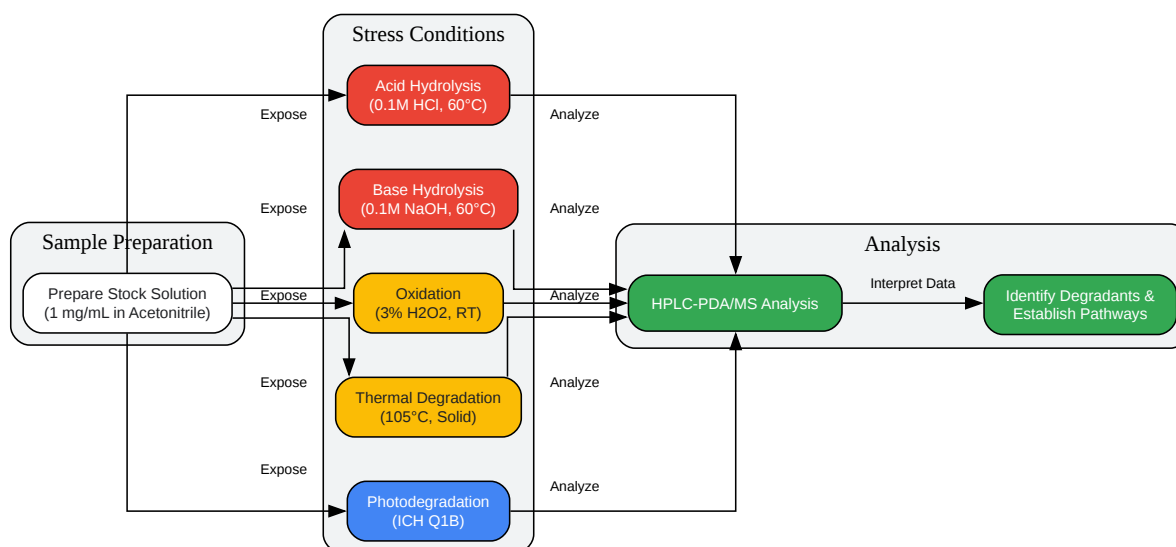 Stress Conditions
Acid Hydrolysis
(0.1M HCl, 60°C)
Expose
Analyze
Base Hydrolysis
(0.1M NaOH, 60°C)
Expose
Analyze
Sample Preparation
Analysis
Prepare Stock Solution
(1 mg/mL in Acetonitrile)
Expose
Oxidation
(3% H2O2, RT)
Analyze
HPLC-PDA/MS Analysis
Interpret Data
Identify Degradants &
Establish Pathways
Expose
Thermal Degradation
(105°C, Solid)
Analyze
Expose
Photodegradation
(ICH Q1B)
Analyze